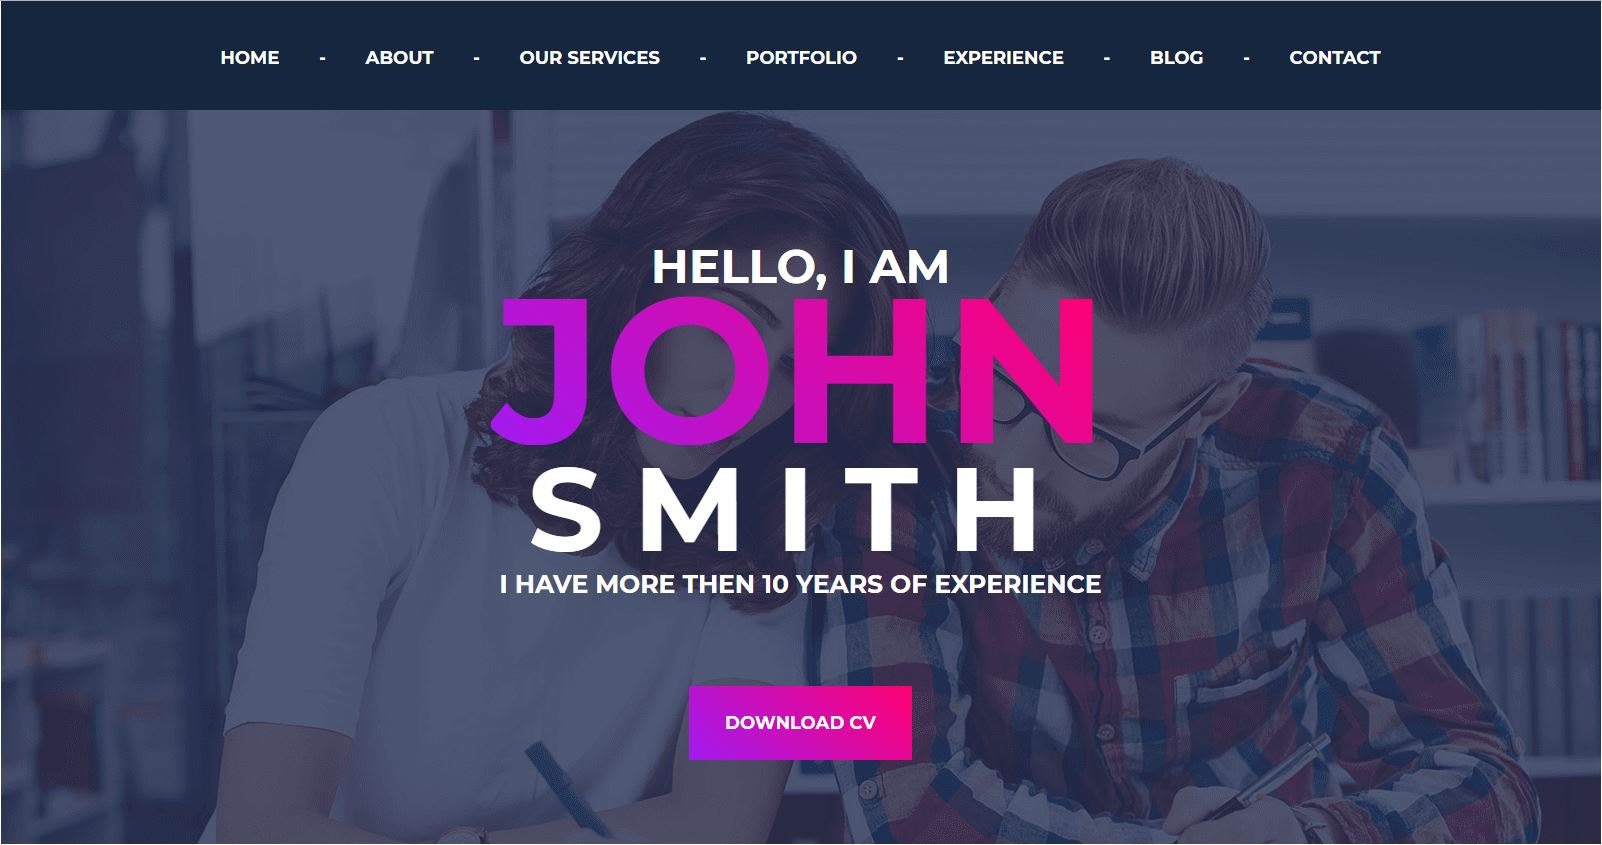 HOME - ABOUT - OUR SERVICES - PORTFOLIO - EXPERIENCE - BLOG - CONTACT
HELLO, I AM
JOHN
SMITH
I HAVE MORE THEN 10 YEARS OF EXPERIENCE
DOWNLOAD CV